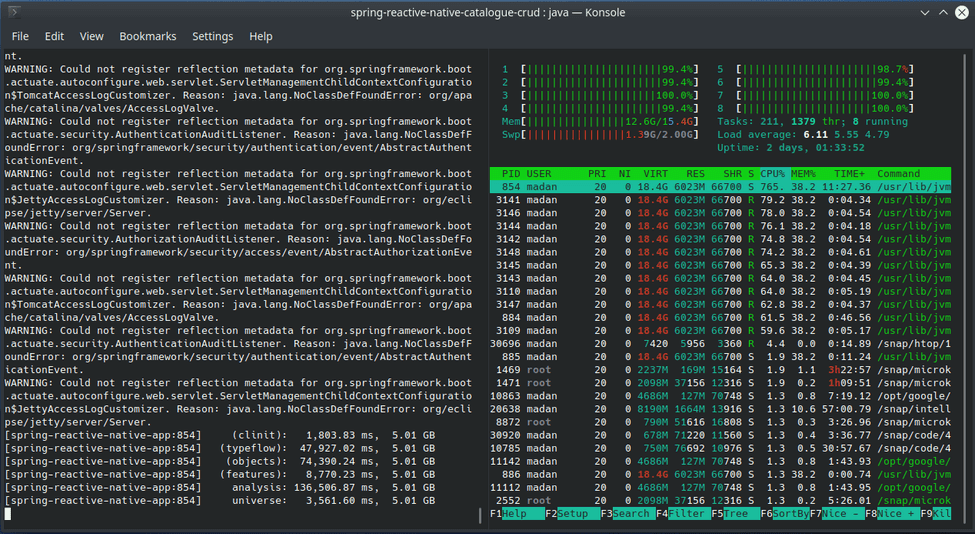 spring-reactive-native-catalogue-crud : java — Konsole
File Edit View Bookmarks Settings Help
nt.
WARNING: Could not register reflection metadata for org.springframework.boot
.actuate.autoconfigure.web.servlet.ServletManagementChildContextConfiguratio
n$TomcatAccessLogCustomizer. Reason: java.lang.NoClassDefFoundError: org/apa
che/catalina/valves/AccessLogValve.
WARNING: Could not register reflection metadata for org.springframework.boot
.actuate.security.AuthenticationAuditListener. Reason: java.lang.NoClassDefF
oundError: org/springframework/security/authentication/event/AbstractAuthent
icationEvent.
WARNING: Could not register reflection metadata for org.springframework.boot
.actuate.autoconfigure.web.servlet.ServletManagementChildContextConfiguratio
n$JettyAccessLogCustomizer. Reason: java.lang.NoClassDefFoundError: org/ecli
pse/jetty/server/Server.
WARNING: Could not register reflection metadata for org.springframework.boot
.actuate.security.AuthorizationAuditListener. Reason: java.lang.NoClassDefFo
undError: org/springframework/security/access/event/AbstractAuthorizationEve
nt.
WARNING: Could not register reflection metadata for org.springframework.boot
.actuate.autoconfigure.web.servlet.ServletManagementChildContextConfiguratio
n$TomcatAccessLogCustomizer. Reason: java.lang.NoClassDefFoundError: org/apa
che/catalina/valves/AccessLogValve.
WARNING: Could not register reflection metadata for org.springframework.boot
.actuate.security.AuthenticationAuditListener. Reason: java.lang.NoClassDefF
oundError: org/springframework/security/authentication/event/AbstractAuthent
icationEvent.
WARNING: Could not register reflection metadata for org.springframework.boot
.actuate.autoconfigure.web.servlet.ServletManagementChildContextConfiguratio
n$JettyAccessLogCustomizer. Reason: java.lang.NoClassDefFoundError: org/ecli
pse/jetty/server/Server.
[spring-reactive-native-app:854] (clinit): 1,803.83 ms, 5.01 GB
[spring-reactive-native-app:854] (typeflow): 47,927.02 ms, 5.01 GB
[spring-reactive-native-app:854] (objects): 74,390.24 ms, 5.01 GB
[spring-reactive-native-app:854] (features): 8,770.23 ms, 5.01 GB
[spring-reactive-native-app:854] analysis: 136,506.87 ms, 5.01 GB
[spring-reactive-native-app:854] universe: 3,561.60 ms, 5.01 GB
1 [99.4%] 5 [98.7%]
2 [99.4%] 6 [99.4%]
3 [100.0%] 7 [100.0%]
4 [99.4%] 8 [100.0%]
Mem[12.6G/15.4G] Tasks: 211, 1379 thr; 8 running
Swp[1.39G/2.00G] Load average: 6.11 5.55 4.79
Uptime: 2 days, 01:33:52
PID USER PRI NI VIRT RES SHR S CPU% MEM% TIME+ Command
854 madan 20 0 18.4G 6023M 66700 S 765. 38.2 11:27.36 /usr/lib/jvm
3141 madan 20 0 18.4G 6023M 66700 R 79.2 38.2 0:04.34 /usr/lib/jvm
3146 madan 20 0 18.4G 6023M 66700 R 78.0 38.2 0:04.54 /usr/lib/jvm
3144 madan 20 0 18.4G 6023M 66700 R 76.1 38.2 0:04.18 /usr/lib/jvm
3142 madan 20 0 18.4G 6023M 66700 R 74.8 38.2 0:04.54 /usr/lib/jvm
3148 madan 20 0 18.4G 6023M 66700 R 74.2 38.2 0:04.61 /usr/lib/jvm
3145 madan 20 0 18.4G 6023M 66700 R 65.3 38.2 0:04.39 /usr/lib/jvm
3143 madan 20 0 18.4G 6023M 66700 R 64.0 38.2 0:04.45 /usr/lib/jvm
3110 madan 20 0 18.4G 6023M 66700 R 64.0 38.2 0:05.19 /usr/lib/jvm
3147 madan 20 0 18.4G 6023M 66700 R 62.8 38.2 0:04.37 /usr/lib/jvm
884 madan 20 0 18.4G 6023M 66700 R 61.5 38.2 0:46.56 /usr/lib/jvm
3109 madan 20 0 18.4G 6023M 66700 R 59.6 38.2 0:05.17 /usr/lib/jvm
30696 madan 20 0 7420 5956 3360 R 4.4 0.0 0:14.89 /snap/htop/1
885 madan 20 0 18.4G 6023M 66700 S 1.9 38.2 0:11.24 /usr/lib/jvm
1469 root 20 0 2237M 169M 15164 S 1.9 1.1 3h22:57 /snap/microk
1471 root 20 0 2098M 37156 12316 S 1.9 0.2 1h09:51 /snap/microk
10863 madan 20 0 4686M 127M 70748 S 1.3 0.8 7:19.12 /opt/google/
20638 madan 20 0 8190M 1664M 13916 S 1.3 10.6 57:00.79 /snap/intell
8872 root 20 0 790M 51616 16808 S 1.3 0.3 3:26.96 /snap/microk
30920 madan 20 0 678M 71220 11560 S 1.3 0.4 3:36.77 /snap/code/4
10785 madan 20 0 750M 76692 10976 S 1.3 0.5 30:57.67 /snap/code/4
11142 madan 20 0 4686M 127M 70748 S 1.3 0.8 1:43.93 /opt/google/
886 madan 20 0 18.4G 6023M 66700 S 1.3 38.2 0:00.74 /usr/lib/jvm
11112 madan 20 0 4686M 127M 70748 S 1.3 0.8 1:43.95 /opt/google/
2552 root 20 0 2098M 37156 12316 S 1.3 0.2 5:26.01 /snap/microk
F1Help F2Setup F3Search F4Filter F5Tree F6SortBy F7Nice - F8Nice + F9Kil